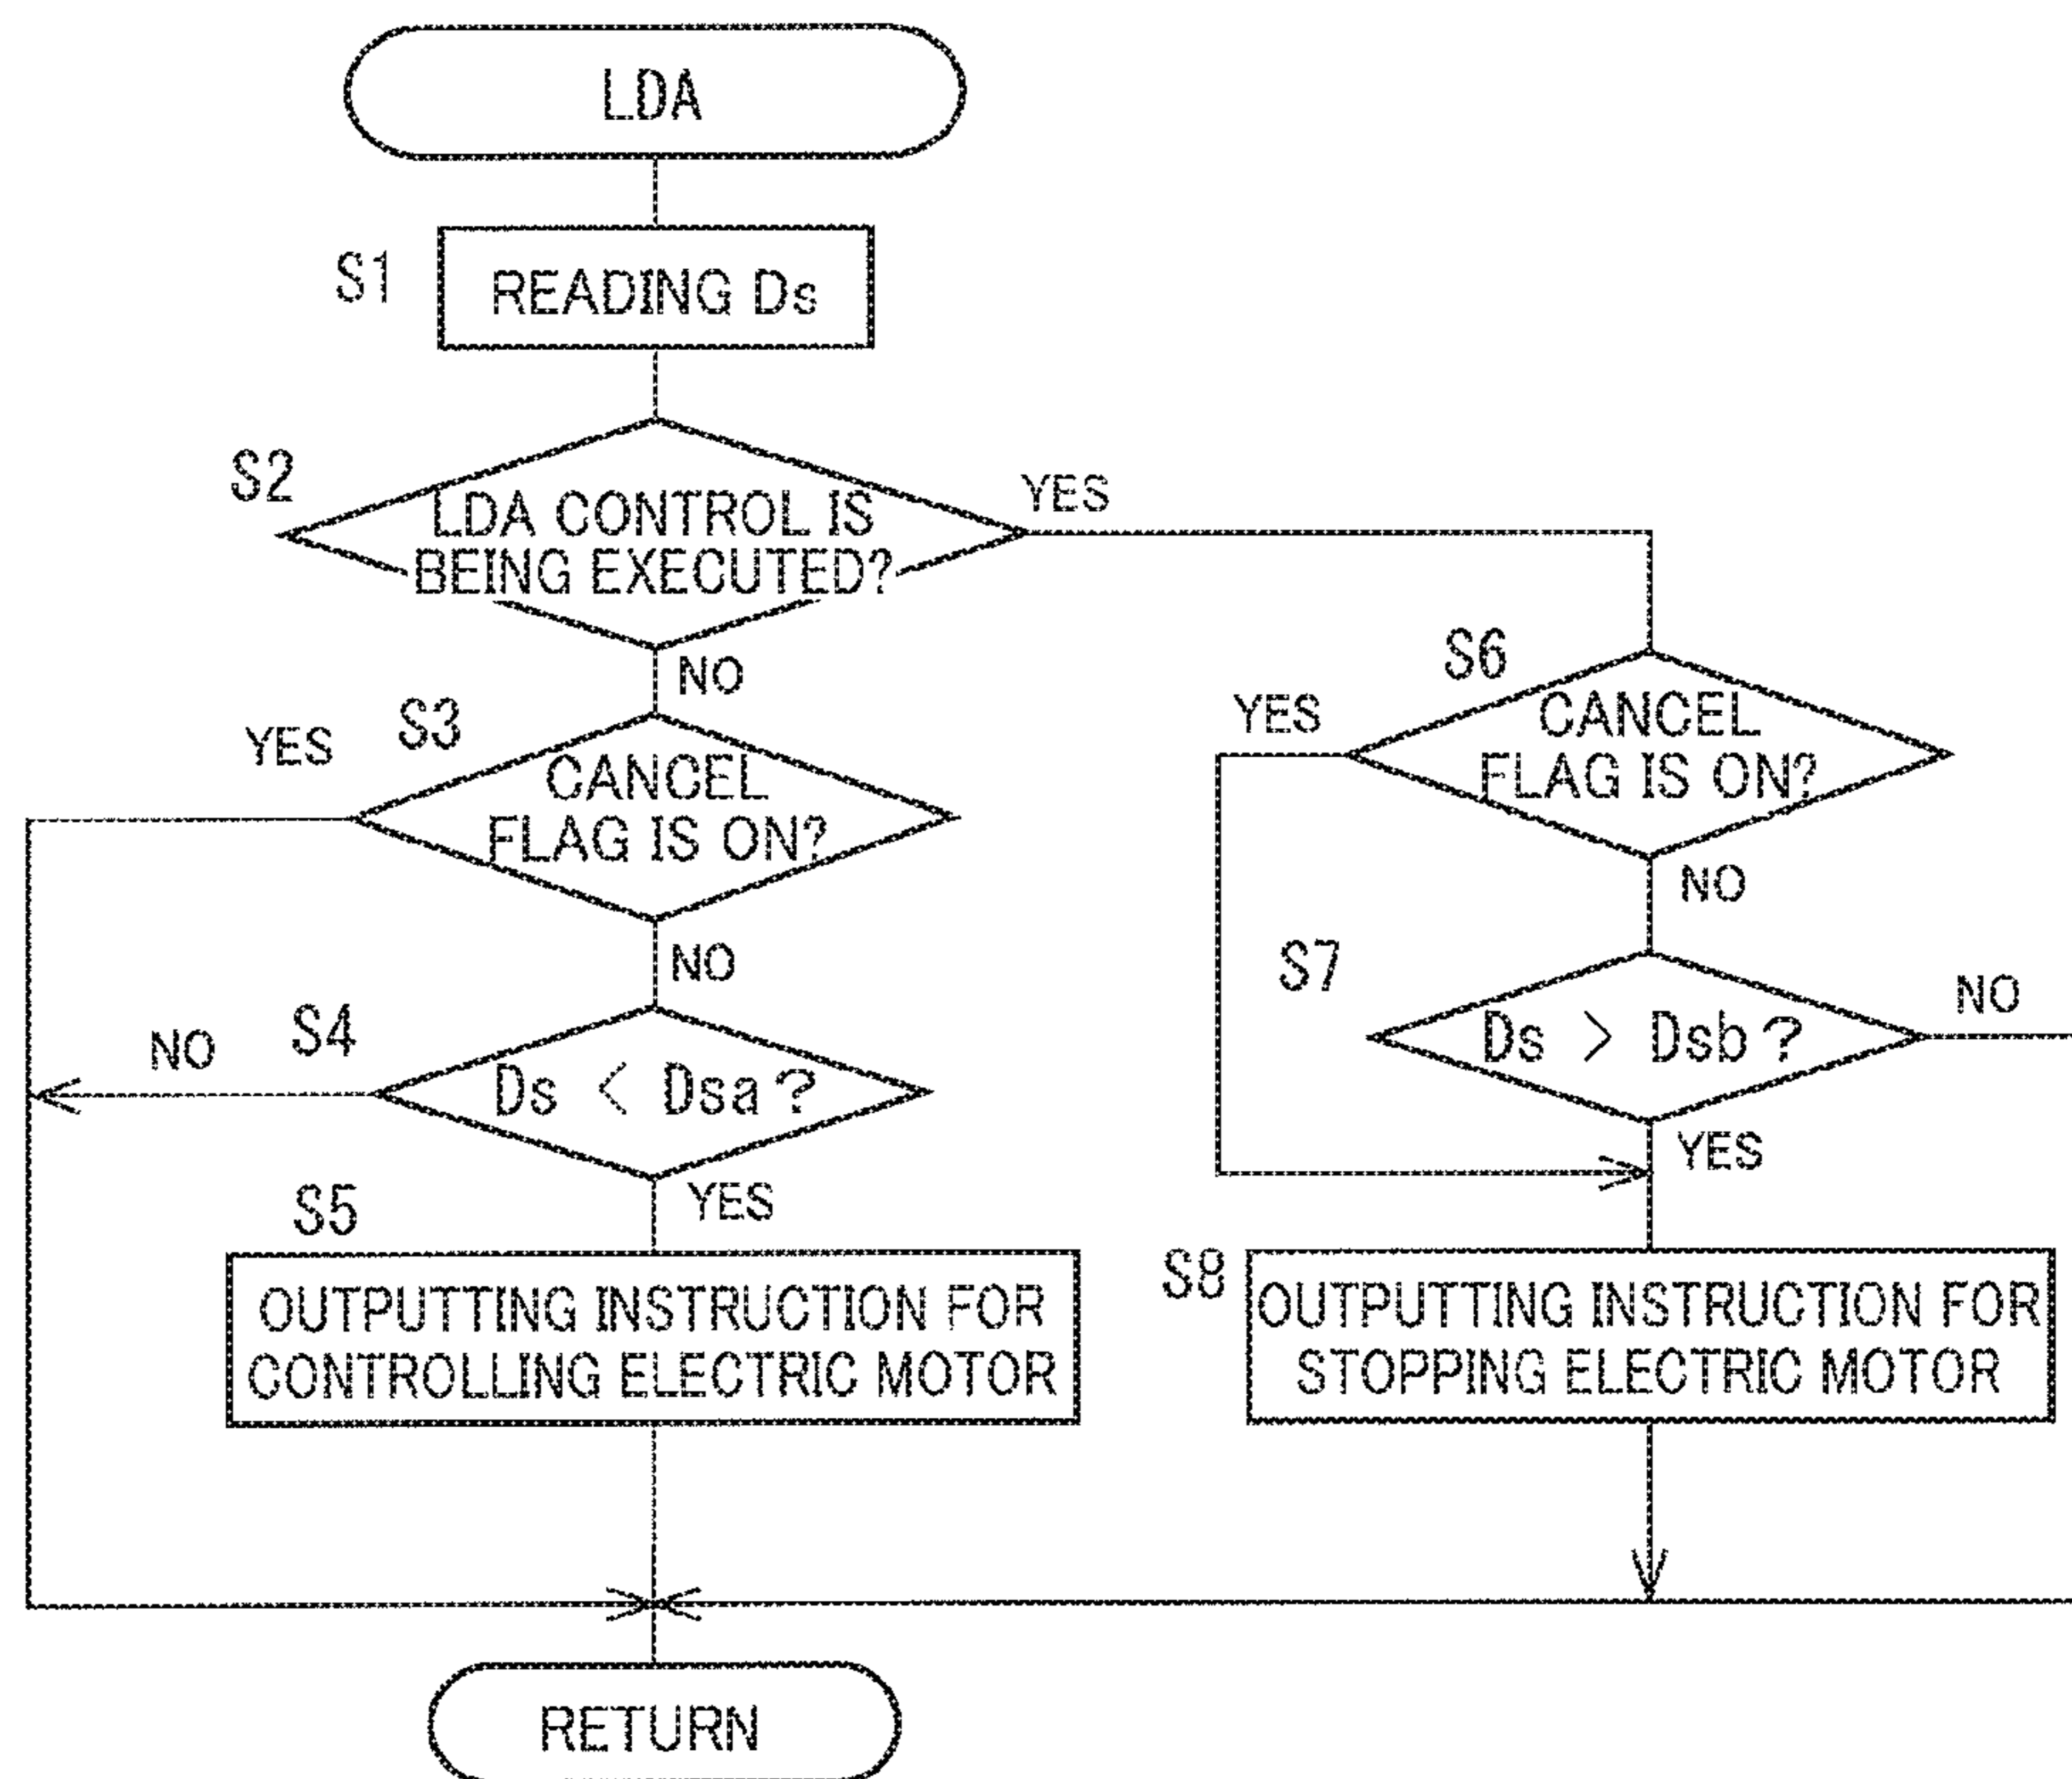 LDA
S1
READING Ds
S2
LDA CONTROL IS
BEING EXECUTED?
YES
NO
S3
YES
CANCEL
FLAG IS ON?
NO
S4
NO
Ds < Dsa ?
YES
S5
OUTPUTTING INSTRUCTION FOR
CONTROLLING ELECTRIC MOTOR
S6
YES
CANCEL
FLAG IS ON?
NO
S7
Ds > Dsb ?
NO
YES
S8
OUTPUTTING INSTRUCTION FOR
STOPPING ELECTRIC MOTOR
RETURN